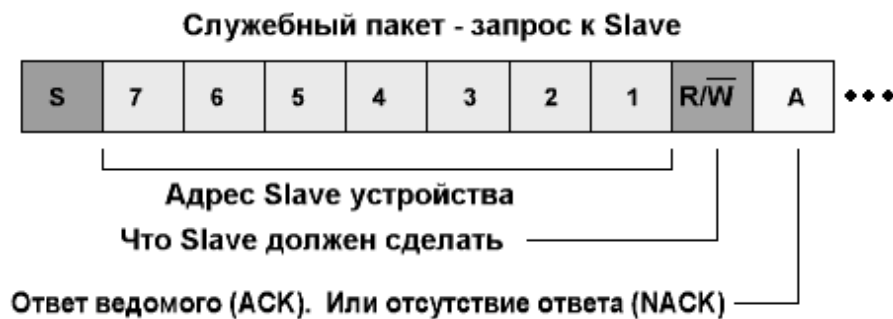 Служебный пакет - запрос к Slave
S 7 6 5 4 3 2 1 R/W̅ A •••
Адрес Slave устройства
Что Slave должен сделать
Ответ ведомого (ACK). Или отсутствие ответа (NACK)